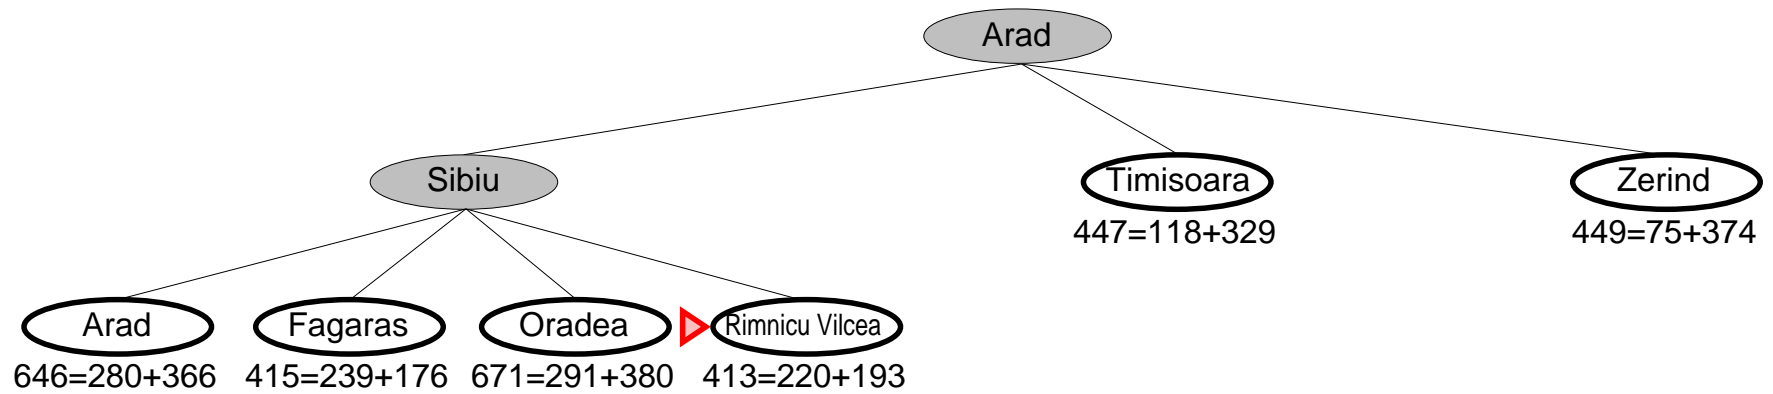 Arad
Sibiu
Timisoara
Zerind
447=118+329
449=75+374
Arad
Fagaras
Oradea
Rimnicu Vilcea
646=280+366
415=239+176
671=291+380
413=220+193